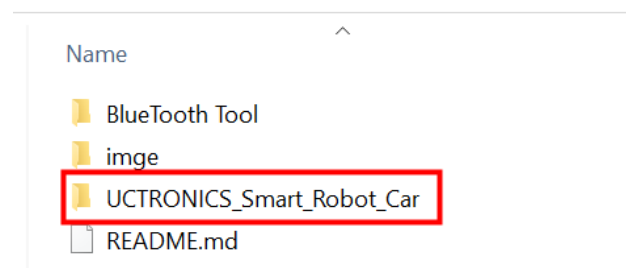 Name
BlueTooth Tool
imge
UCTRONICS_Smart_Robot_Car
README.md